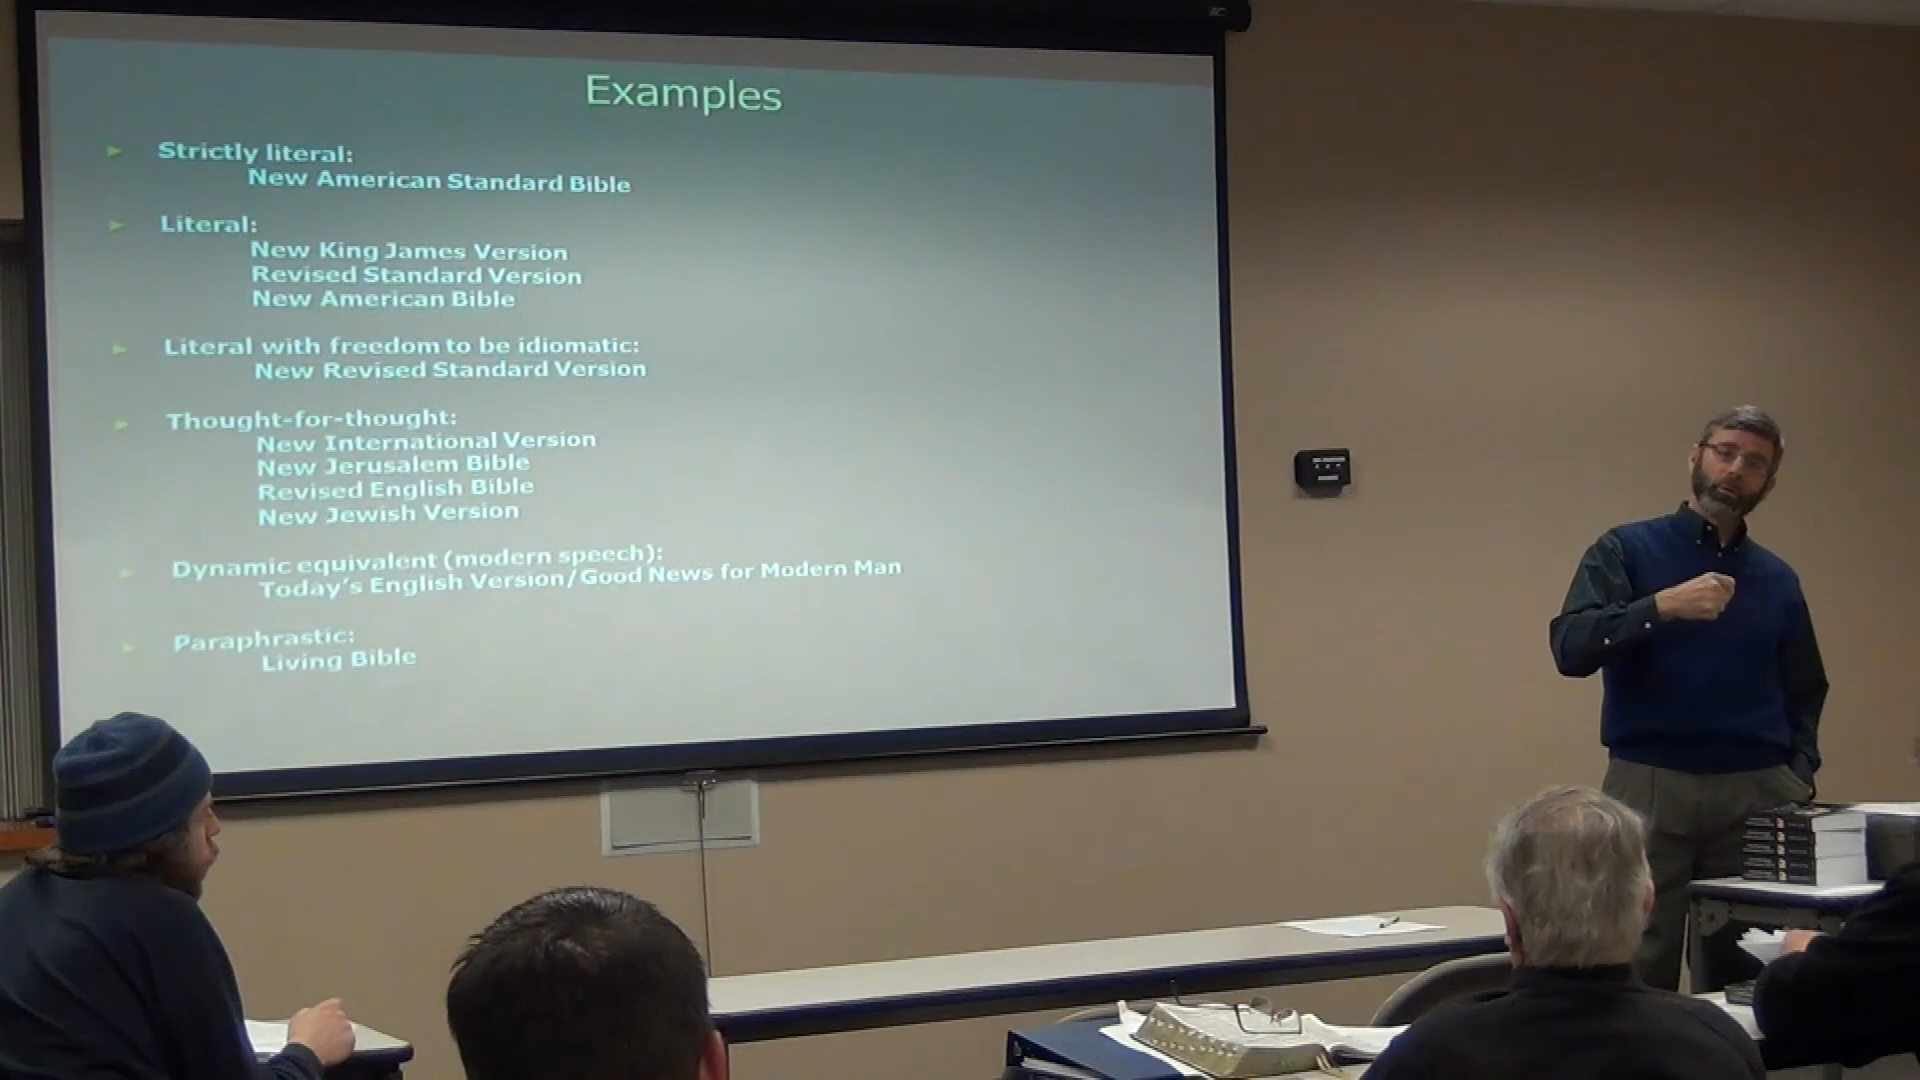 Examples
Strictly literal:
New American Standard Bible
Literal:
New King James Version
Revised Standard Version
New American Bible
Literal with freedom to be idiomatic:
New Revised Standard Version
Thought-for-thought:
New International Version
New Jerusalem Bible
Revised English Bible
New Jewish Version
Dynamic equivalent (modern speech):
Today's English Version/Good News for Modern Man
Paraphrastic:
Living Bible